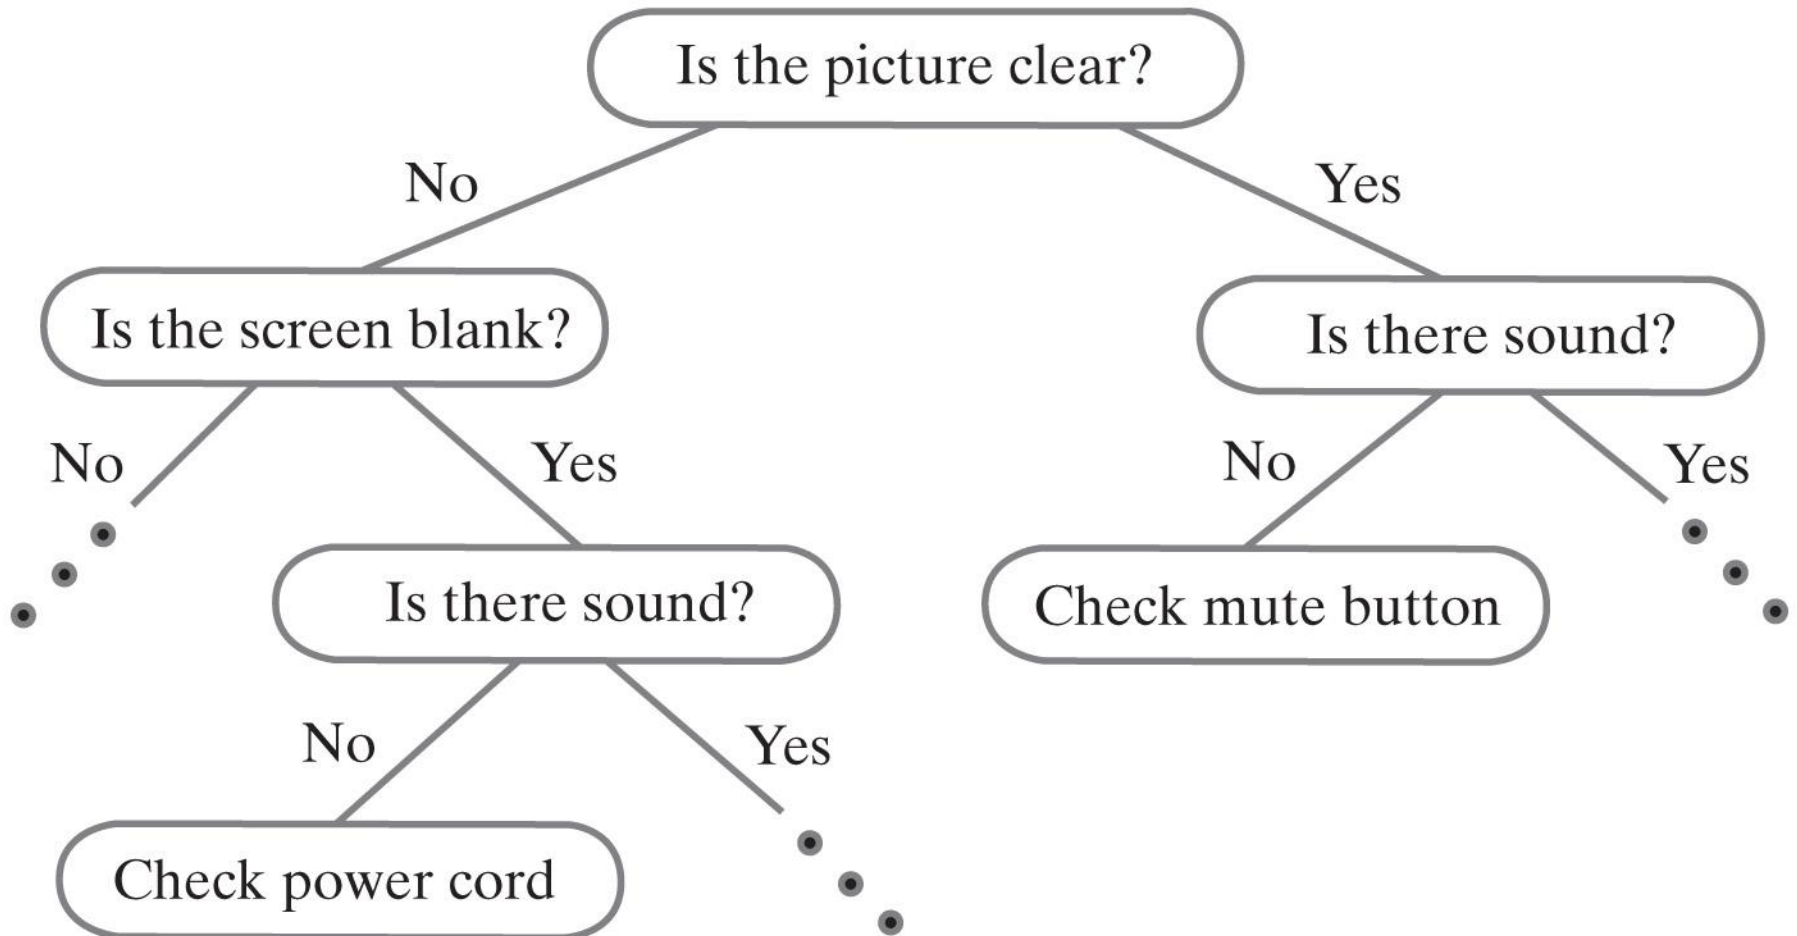 Is the picture clear?
No
Yes
Is the screen blank?
Is there sound?
No
Yes
No
Yes
Is there sound?
Check mute button
No
Yes
Check power cord